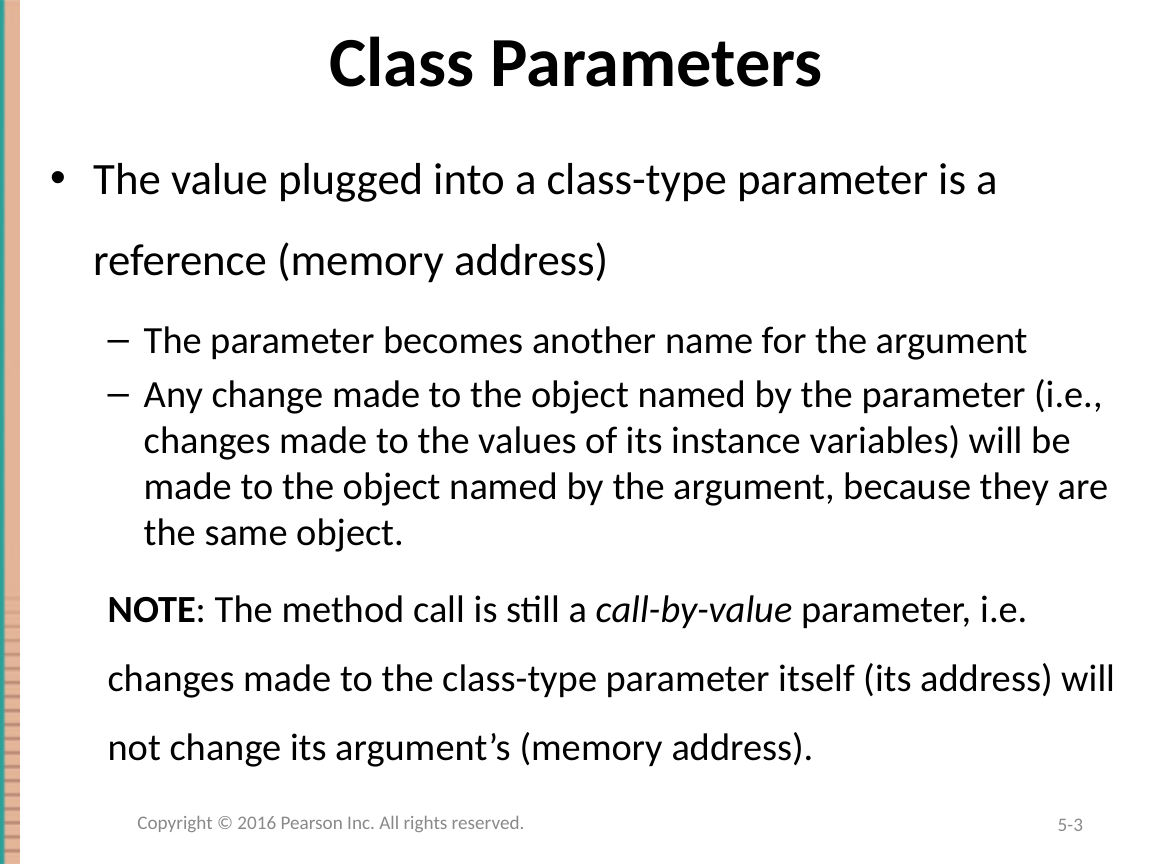 Class Parameters
• The value plugged into a class-type parameter is a
reference (memory address)
– The parameter becomes another name for the argument
– Any change made to the object named by the parameter (i.e.,
changes made to the values of its instance variables) will be
made to the object named by the argument, because they are
the same object.
NOTE: The method call is still a call-by-value parameter, i.e.
changes made to the class-type parameter itself (its address) will
not change its argument’s (memory address).
Copyright © 2016 Pearson Inc. All rights reserved.
5-3